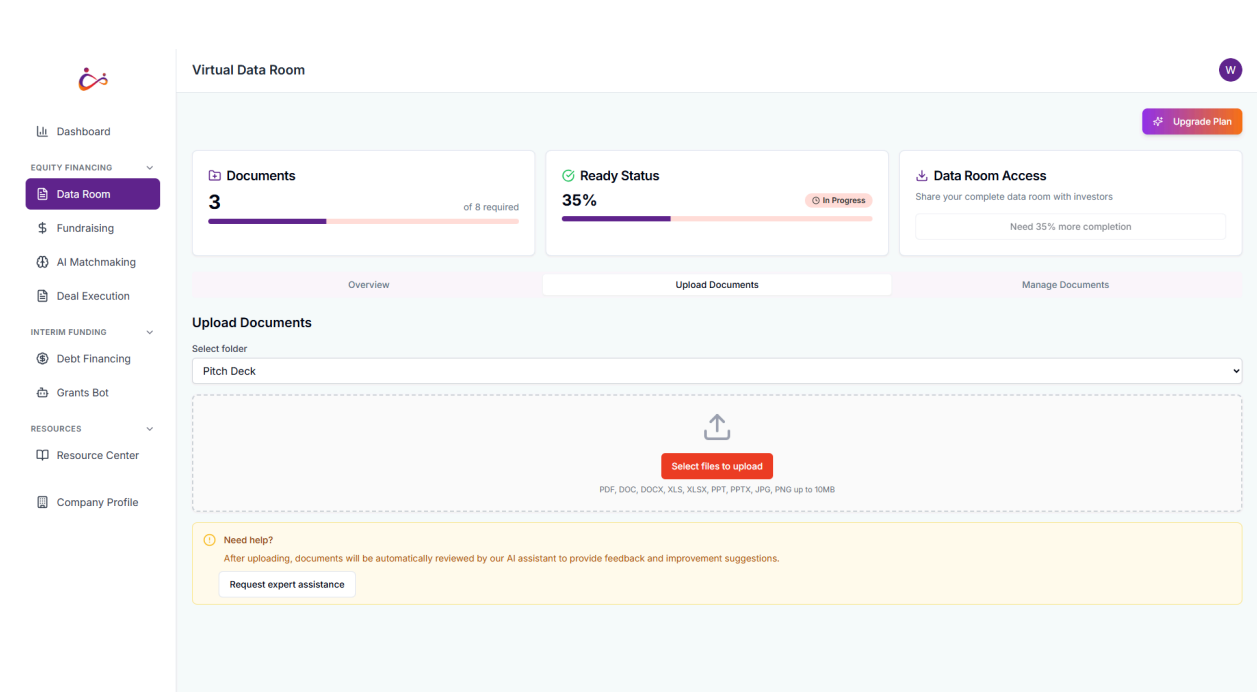 Virtual Data Room
W
Dashboard
Upgrade Plan
EQUITY FINANCING
Data Room
Fundraising
AI Matchmaking
Deal Execution
INTERIM FUNDING
Debt Financing
Grants Bot
RESOURCES
Resource Center
Company Profile
Documents
3
of 8 required
Ready Status
35%
In Progress
Data Room Access
Share your complete data room with investors
Need 35% more completion
Overview
Upload Documents
Manage Documents
Upload Documents
Select folder
Pitch Deck
Select files to upload
PDF, DOC, DOCX, XLS, XLSX, PPT, PPTX, JPG, PNG up to 10MB
Need help?
After uploading, documents will be automatically reviewed by our AI assistant to provide feedback and improvement suggestions.
Request expert assistance